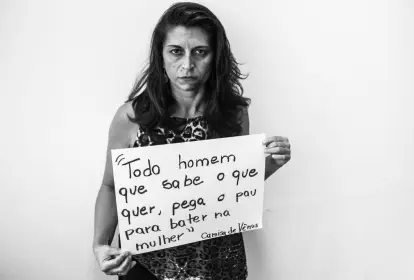 "Todo homem
que sabe o que
quer, pega o pau
para bater na
mulher" Camisa de Vênus